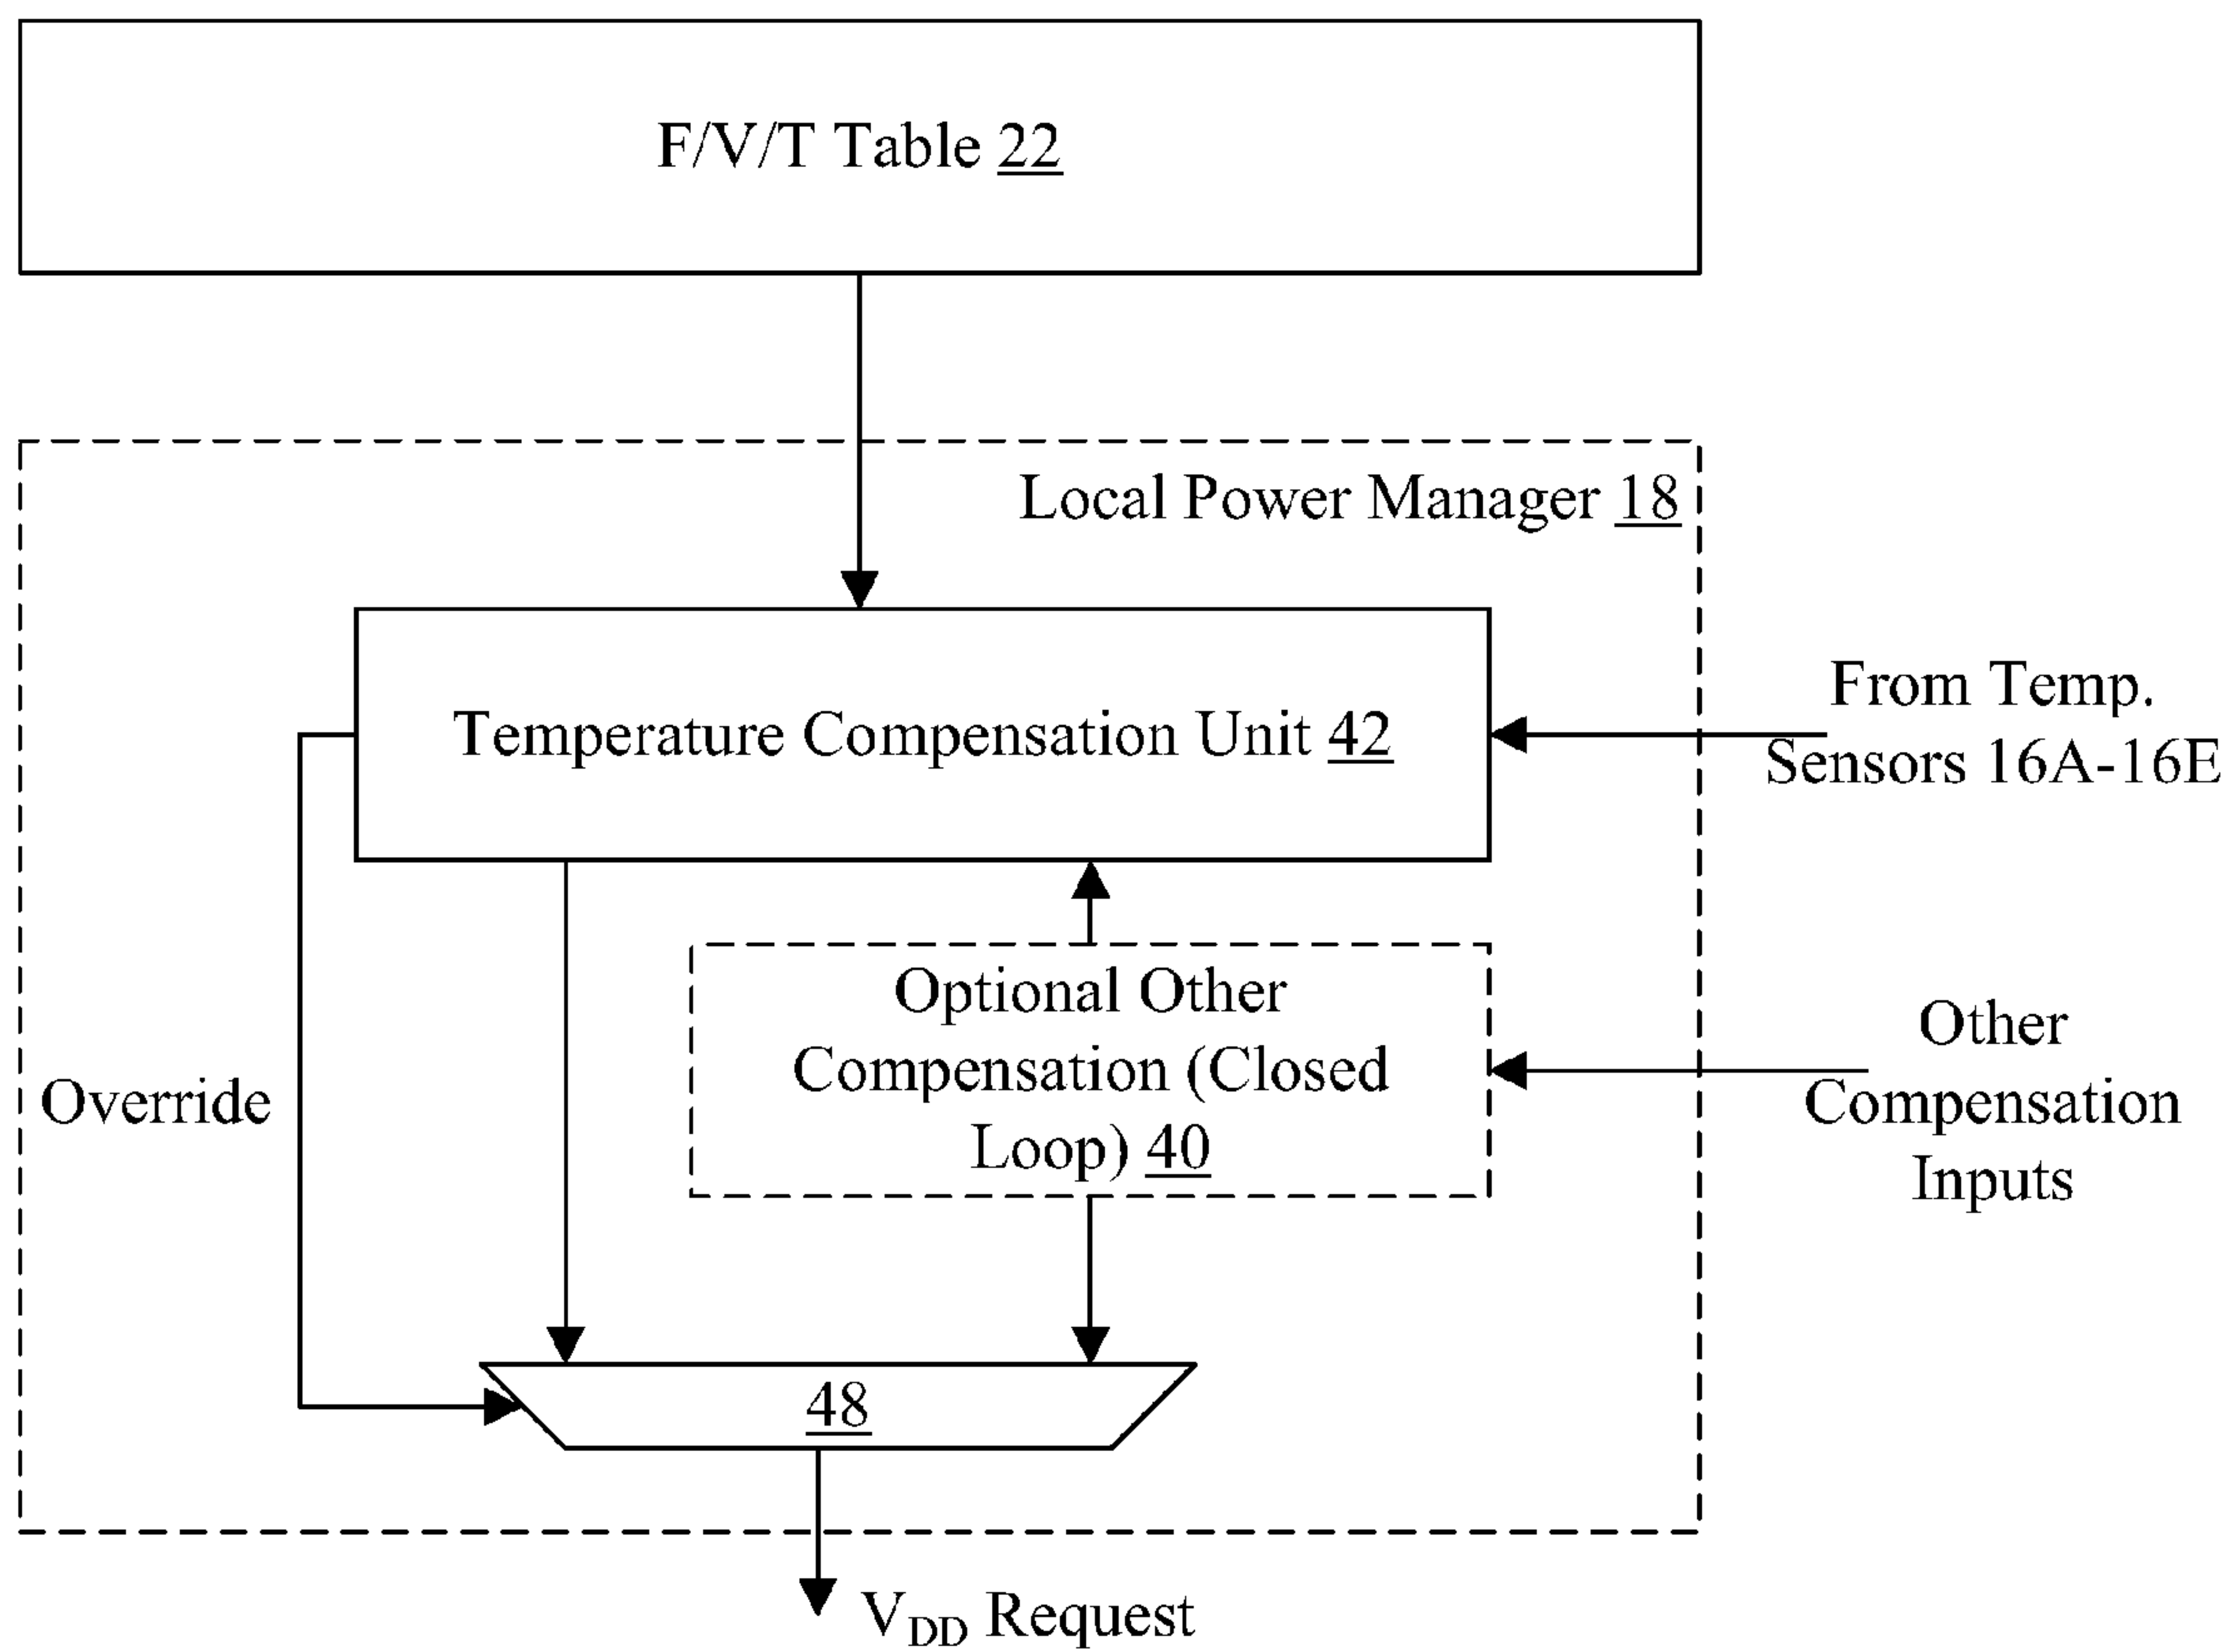 F/V/T Table 22
Local Power Manager 18
Temperature Compensation Unit 42
From Temp.
Sensors 16A-16E
Optional Other
Compensation (Closed
Loop) 40
Other
Compensation
Inputs
Override
48
VDD Request